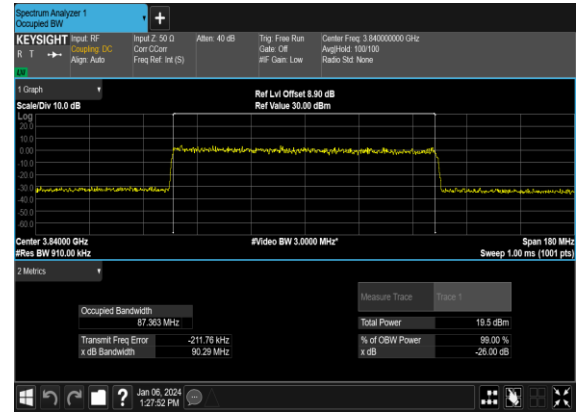 Spectrum Analyzer 1
Occupied BW
+
KEYSIGHT Input: RF Input Z: 50 Ω Atten: 40 dB Trig: Free Run Center Freq: 3.840000000 GHz
R T Coupling: DC Corr CCorr Gate: Off Avg|Hold: 100/100
Align: Auto Freq Ref: Int (S) #IF Gain: Low Radio Std: None
1 Graph
Ref Lvl Offset 8.90 dB
Scale/Div 10.0 dB Ref Value 30.00 dBm
Log
20.0
10.0
0.00
-10.0
-20.0
-30.0
-40.0
-50.0
-60.0
Center 3.84000 GHz #Video BW 3.0000 MHz* Span 180 MHz
#Res BW 910.00 kHz Sweep 1.00 ms (1001 pts)
2 Metrics
Measure Trace Trace 1
Occupied Bandwidth
87.363 MHz Total Power 19.5 dBm
Transmit Freq Error -211.76 kHz % of OBW Power 99.00 %
x dB Bandwidth 90.29 MHz x dB -26.00 dB
? Jan 06, 2024
1:27:52 PM